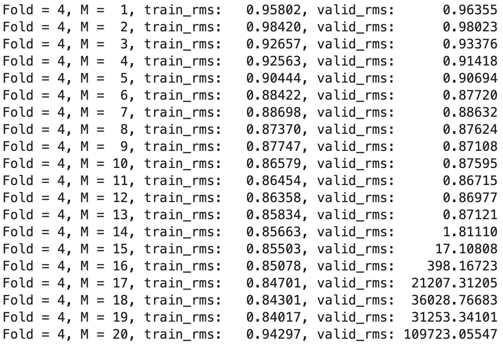 Fold = 4, M =  1, train_rms:   0.95802, valid_rms:      0.96355
Fold = 4, M =  2, train_rms:   0.98420, valid_rms:      0.98023
Fold = 4, M =  3, train_rms:   0.92657, valid_rms:      0.93376
Fold = 4, M =  4, train_rms:   0.92563, valid_rms:      0.91418
Fold = 4, M =  5, train_rms:   0.90444, valid_rms:      0.90694
Fold = 4, M =  6, train_rms:   0.88422, valid_rms:      0.87720
Fold = 4, M =  7, train_rms:   0.88698, valid_rms:      0.88632
Fold = 4, M =  8, train_rms:   0.87370, valid_rms:      0.87624
Fold = 4, M =  9, train_rms:   0.87747, valid_rms:      0.87108
Fold = 4, M = 10, train_rms:   0.86579, valid_rms:      0.87595
Fold = 4, M = 11, train_rms:   0.86454, valid_rms:      0.86715
Fold = 4, M = 12, train_rms:   0.86358, valid_rms:      0.86977
Fold = 4, M = 13, train_rms:   0.85834, valid_rms:      0.87121
Fold = 4, M = 14, train_rms:   0.85663, valid_rms:      1.81110
Fold = 4, M = 15, train_rms:   0.85503, valid_rms:     17.10808
Fold = 4, M = 16, train_rms:   0.85078, valid_rms:    398.16723
Fold = 4, M = 17, train_rms:   0.84701, valid_rms:  21207.31205
Fold = 4, M = 18, train_rms:   0.84301, valid_rms:  36028.76683
Fold = 4, M = 19, train_rms:   0.84017, valid_rms:  31253.34101
Fold = 4, M = 20, train_rms:   0.94297, valid_rms: 109723.05547